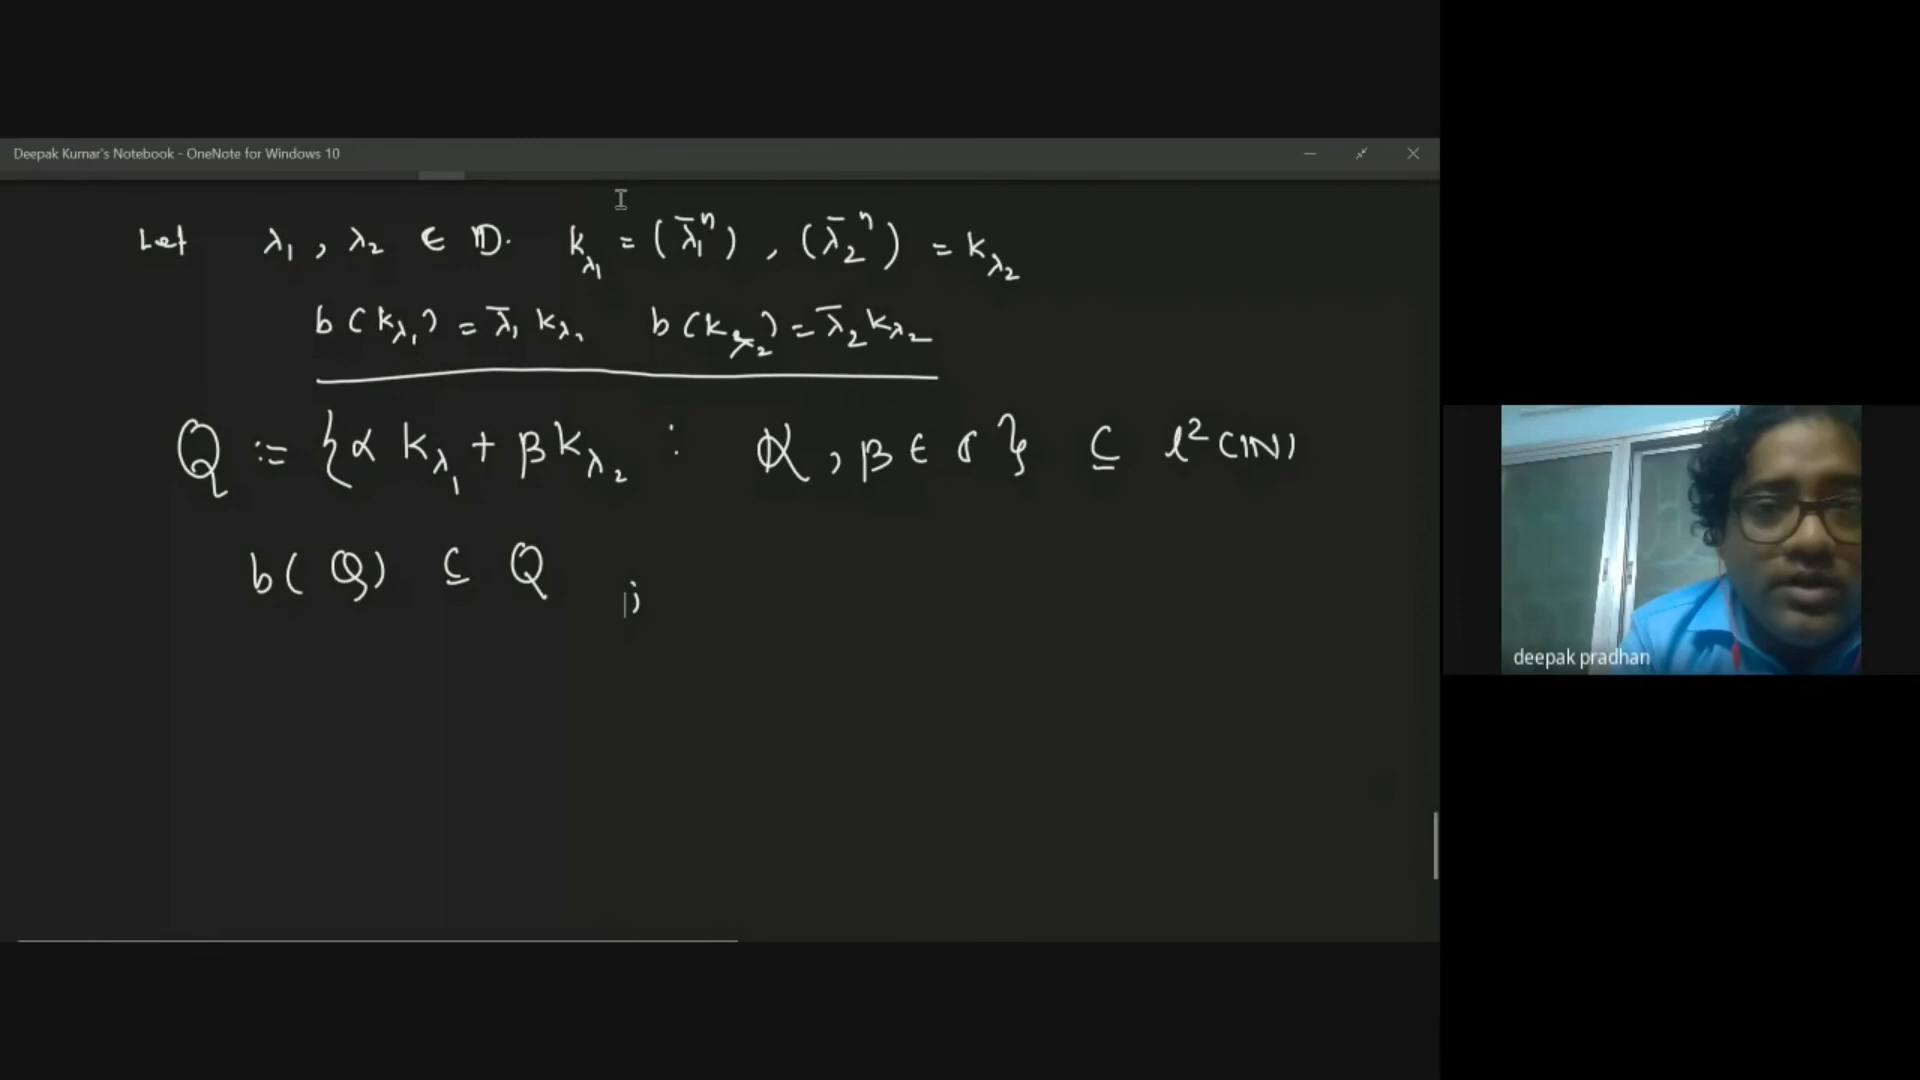 Deepak Kumar's Notebook - OneNote for Windows 10
Let λ₁, λ₂ ∈ 𝔻. k_λ₁ = (λ̄₁ⁿ), (λ̄₂ⁿ) = k_λ₂
b(k_λ₁) = λ̄₁ k_λ₁ b(k_λ₂) = λ̄₂ k_λ₂
Q := {α k_λ₁ + β k_λ₂ : α, β ∈ ℂ} ⊆ l²(ℕ)
b(Q) ⊆ Q
deepak pradhan